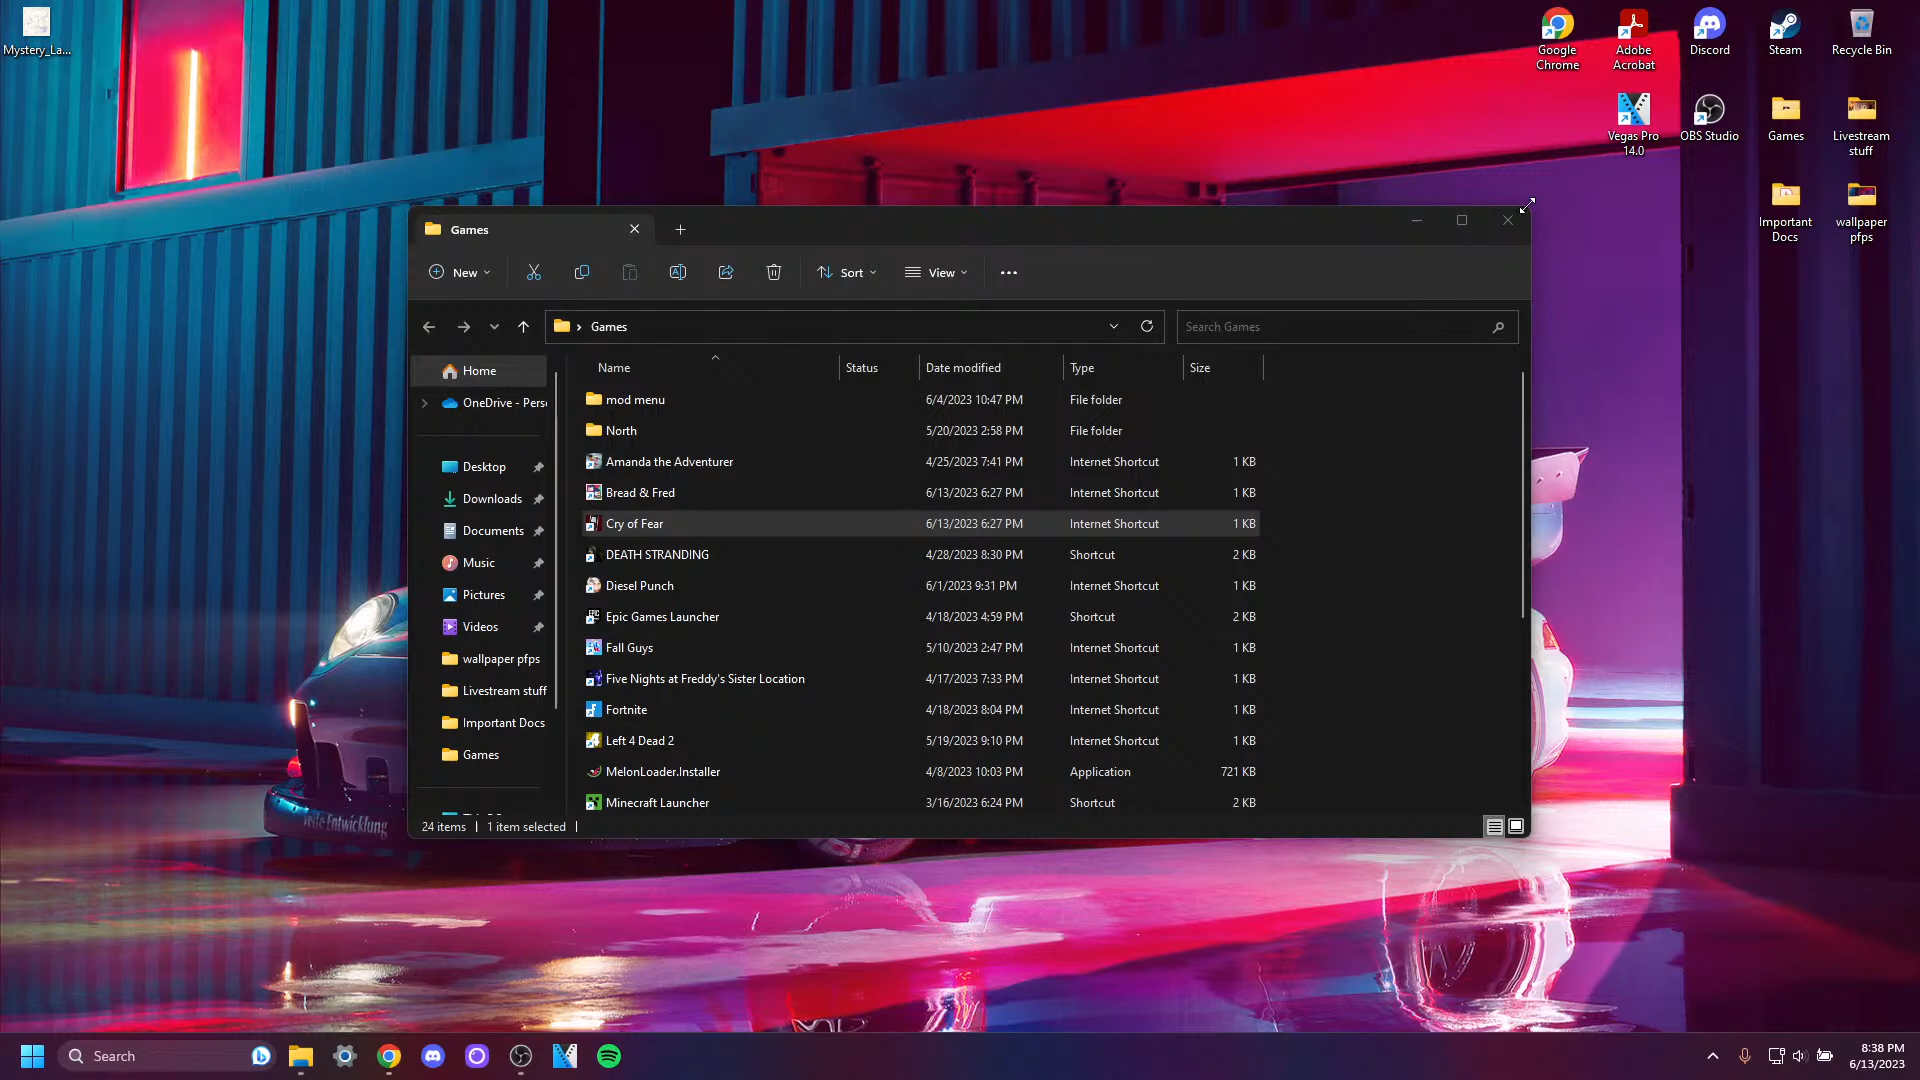 Mystery_La...
Google
Chrome
Adobe
Acrobat
Discord
Steam
Recycle Bin
Vegas Pro
14.0
OBS Studio
Games
Livestream
stuff
Important
Docs
wallpaper
pfps
Games
New
Sort
View
Games
Search Games
Name
Status
Date modified
Type
Size
Home
OneDrive - Perso
Desktop
Downloads
Documents
Music
Pictures
Videos
wallpaper pfps
Livestream stuff
Important Docs
Games
mod menu 6/4/2023 10:47 PM File folder
North 5/20/2023 2:58 PM File folder
Amanda the Adventurer 4/25/2023 7:41 PM Internet Shortcut 1 KB
Bread & Fred 6/13/2023 6:27 PM Internet Shortcut 1 KB
Cry of Fear 6/13/2023 6:27 PM Internet Shortcut 1 KB
DEATH STRANDING 4/28/2023 8:30 PM Shortcut 2 KB
Diesel Punch 6/1/2023 9:31 PM Internet Shortcut 1 KB
Epic Games Launcher 4/18/2023 4:59 PM Shortcut 2 KB
Fall Guys 5/10/2023 2:47 PM Internet Shortcut 1 KB
Five Nights at Freddy's Sister Location 4/17/2023 7:33 PM Internet Shortcut 1 KB
Fortnite 4/18/2023 8:04 PM Internet Shortcut 1 KB
Left 4 Dead 2 5/19/2023 9:10 PM Internet Shortcut 1 KB
MelonLoader.Installer 4/8/2023 10:03 PM Application 721 KB
Minecraft Launcher 3/16/2023 6:24 PM Shortcut 2 KB
24 items
1 item selected
Entwicklung
Search
8:38 PM
6/13/2023